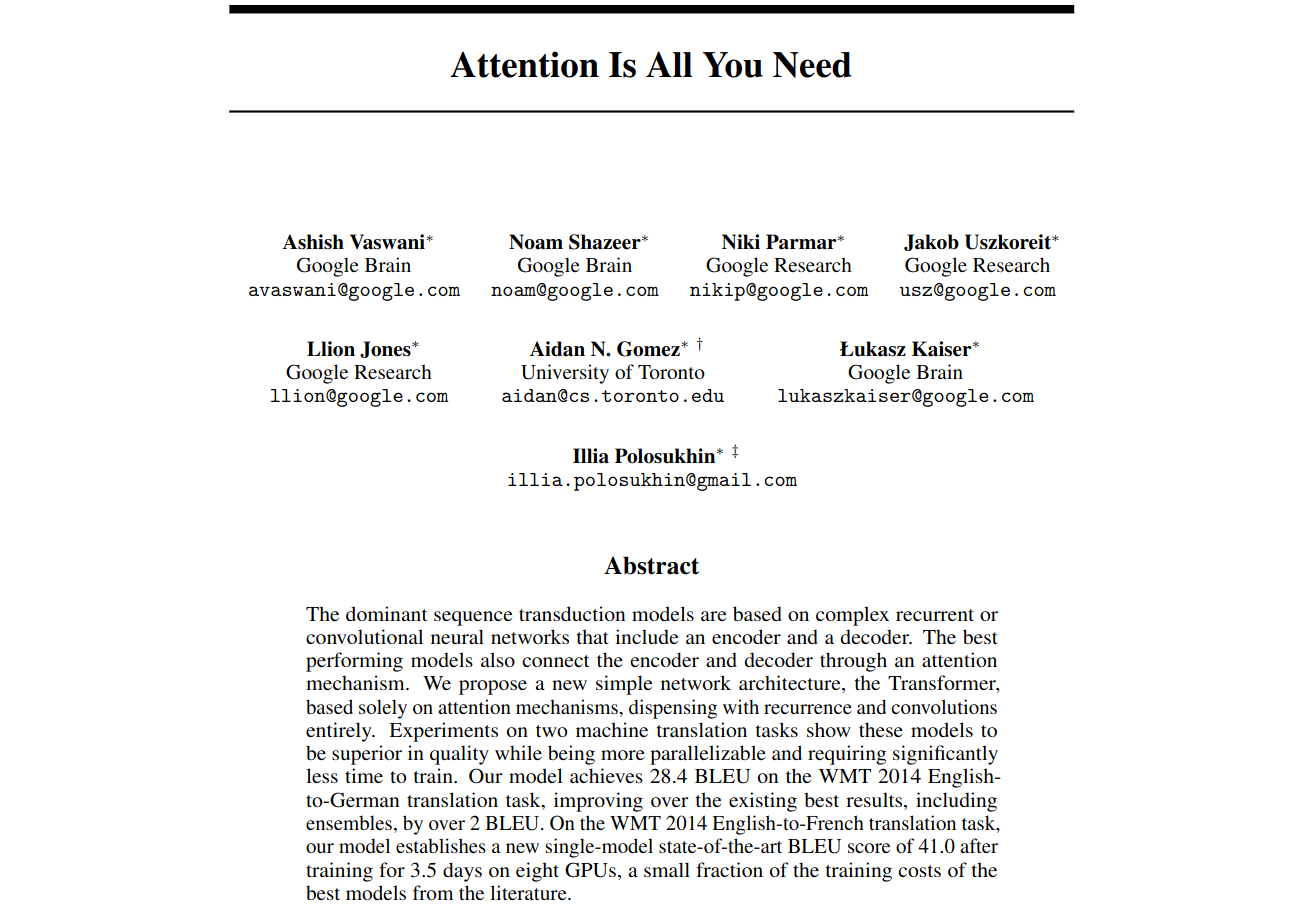 Attention Is All You Need
Ashish Vaswani* Noam Shazeer* Niki Parmar* Jakob Uszkoreit*
Google Brain Google Brain Google Research Google Research
avaswani@google.com noam@google.com nikip@google.com usz@google.com
Llion Jones* Aidan N. Gomez* † Łukasz Kaiser*
Google Research University of Toronto Google Brain
llion@google.com aidan@cs.toronto.edu lukaszkaiser@google.com
Illia Polosukhin* ‡
illia.polosukhin@gmail.com
Abstract
The dominant sequence transduction models are based on complex recurrent or
convolutional neural networks that include an encoder and a decoder. The best
performing models also connect the encoder and decoder through an attention
mechanism. We propose a new simple network architecture, the Transformer,
based solely on attention mechanisms, dispensing with recurrence and convolutions
entirely. Experiments on two machine translation tasks show these models to
be superior in quality while being more parallelizable and requiring significantly
less time to train. Our model achieves 28.4 BLEU on the WMT 2014 English-
to-German translation task, improving over the existing best results, including
ensembles, by over 2 BLEU. On the WMT 2014 English-to-French translation task,
our model establishes a new single-model state-of-the-art BLEU score of 41.0 after
training for 3.5 days on eight GPUs, a small fraction of the training costs of the
best models from the literature.